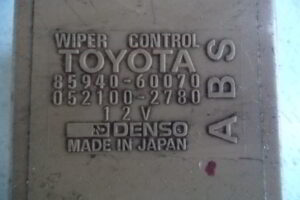 WIPER CONTROL
TOYOTA
85940-60070
052100-2780
12V
DENSO
MADE IN JAPAN
ABS